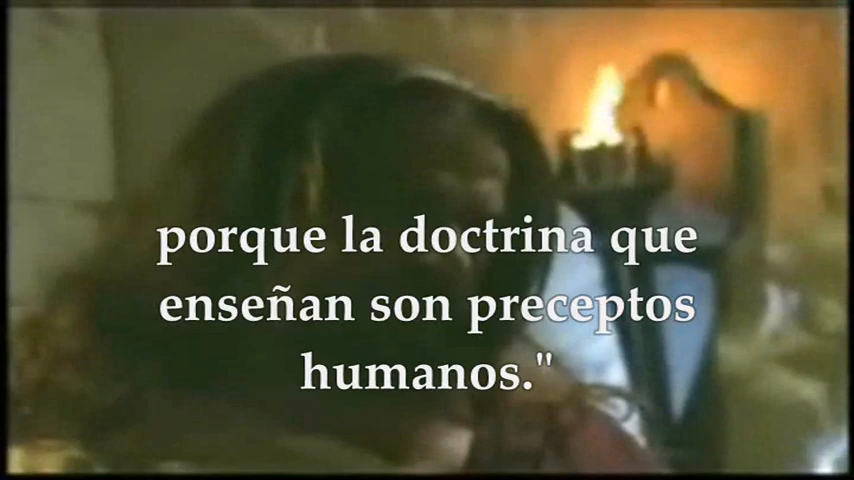 porque la doctrina que
enseñan son preceptos
humanos."